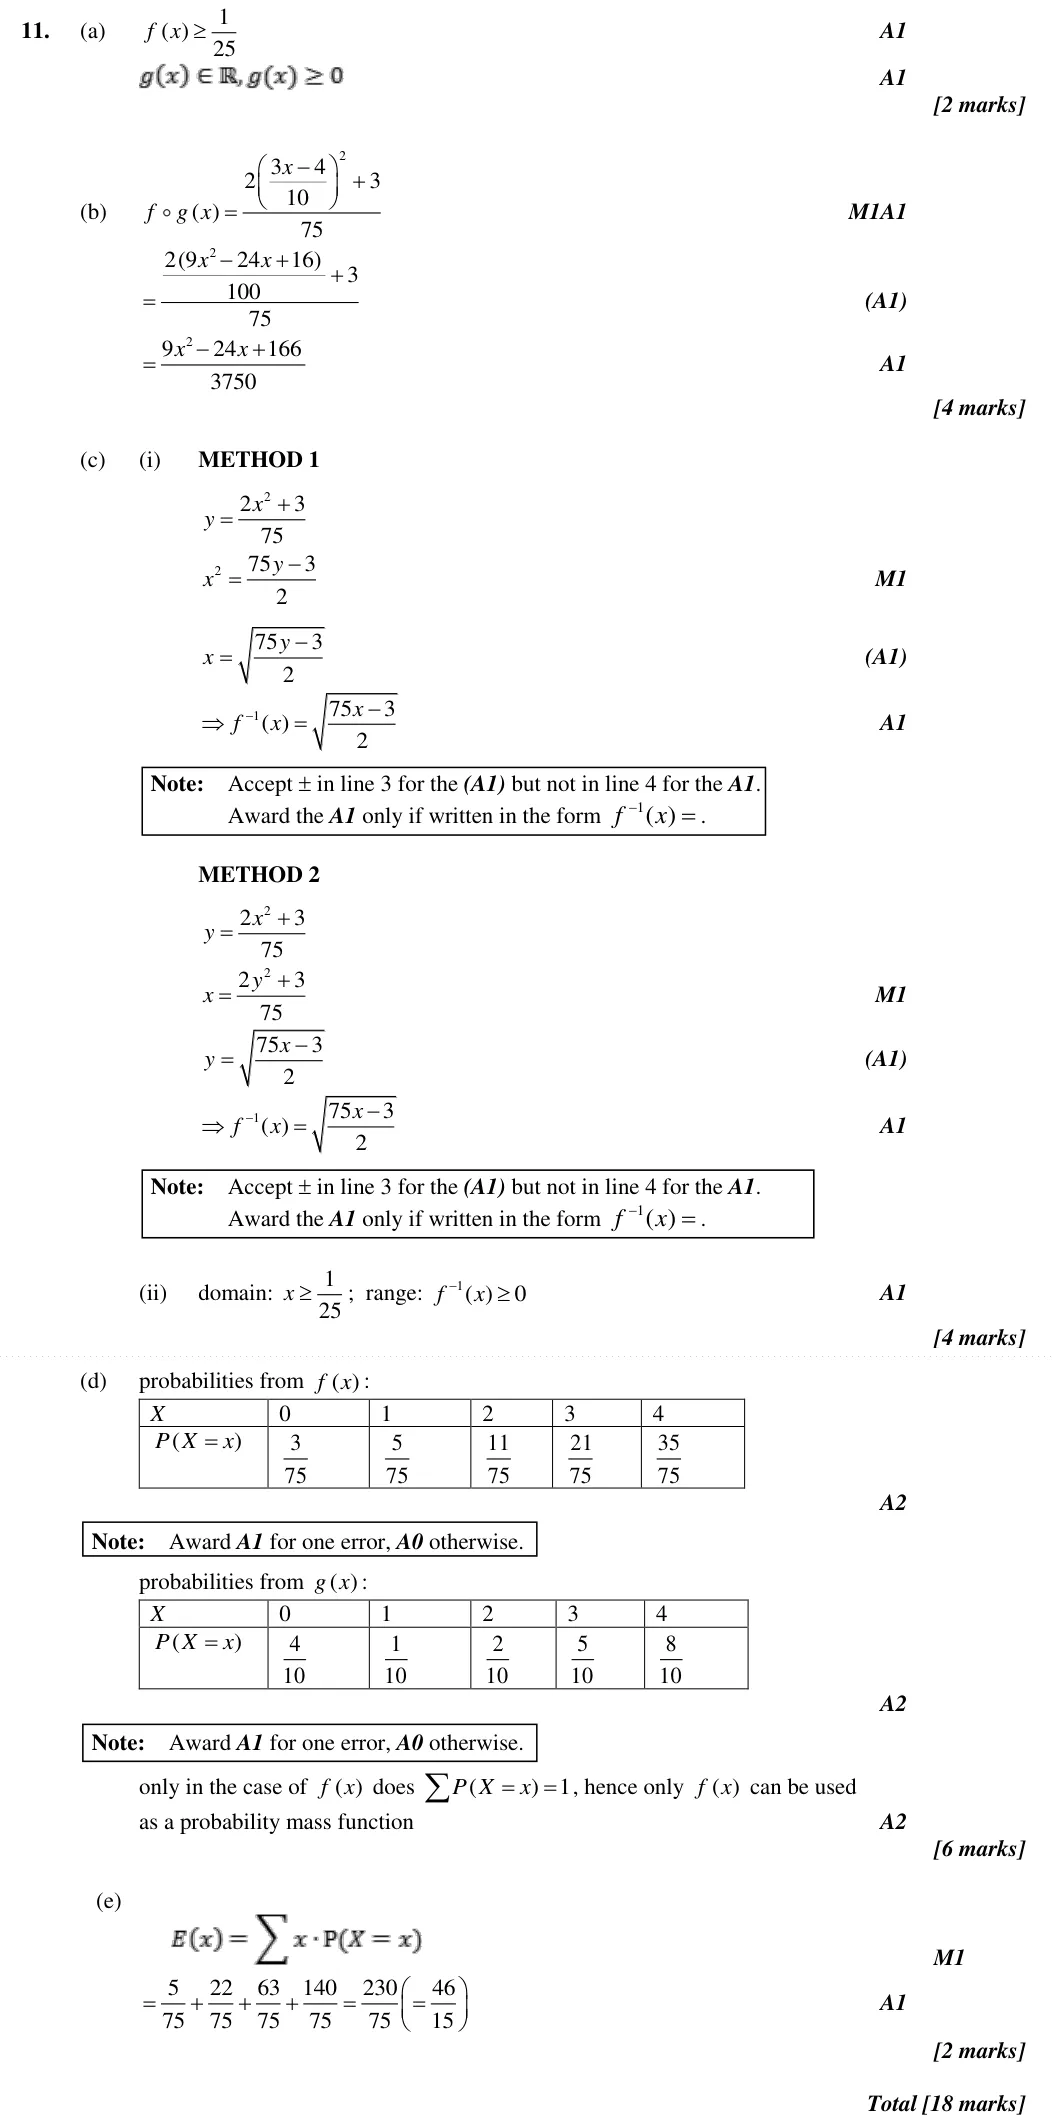 11. (a) f(x) ≥ 1/25 A1
g(x) ∈ ℝ, g(x) ≥ 0 A1
[2 marks]
(b) f ∘ g(x) = (2((3x − 4)/10)² + 3)/75 M1A1
= (2(9x² − 24x + 16)/100 + 3)/75 (A1)
= (9x² − 24x + 166)/3750 A1
[4 marks]
(c) (i) METHOD 1
y = (2x² + 3)/75
x² = (75y − 3)/2 M1
x = √((75y − 3)/2) (A1)
⇒ f⁻¹(x) = √((75x − 3)/2) A1
Note: Accept ± in line 3 for the (A1) but not in line 4 for the A1.
Award the A1 only if written in the form f⁻¹(x) = .
METHOD 2
y = (2x² + 3)/75
x = (2y² + 3)/75 M1
y = √((75x − 3)/2) (A1)
⇒ f⁻¹(x) = √((75x − 3)/2) A1
Note: Accept ± in line 3 for the (A1) but not in line 4 for the A1.
Award the A1 only if written in the form f⁻¹(x) = .
(ii) domain: x ≥ 1/25; range: f⁻¹(x) ≥ 0 A1
[4 marks]
(d) probabilities from f(x):
X 0 1 2 3 4
P(X = x) 3/75 5/75 11/75 21/75 35/75
A2
Note: Award A1 for one error, A0 otherwise.
probabilities from g(x):
X 0 1 2 3 4
P(X = x) 4/10 1/10 2/10 5/10 8/10
A2
Note: Award A1 for one error, A0 otherwise.
only in the case of f(x) does ∑P(X = x) = 1, hence only f(x) can be used
as a probability mass function A2
[6 marks]
(e)
E(x) = ∑ x · P(X = x)
M1
= 5/75 + 22/75 + 63/75 + 140/75 = 230/75 (= 46/15) A1
[2 marks]
Total [18 marks]